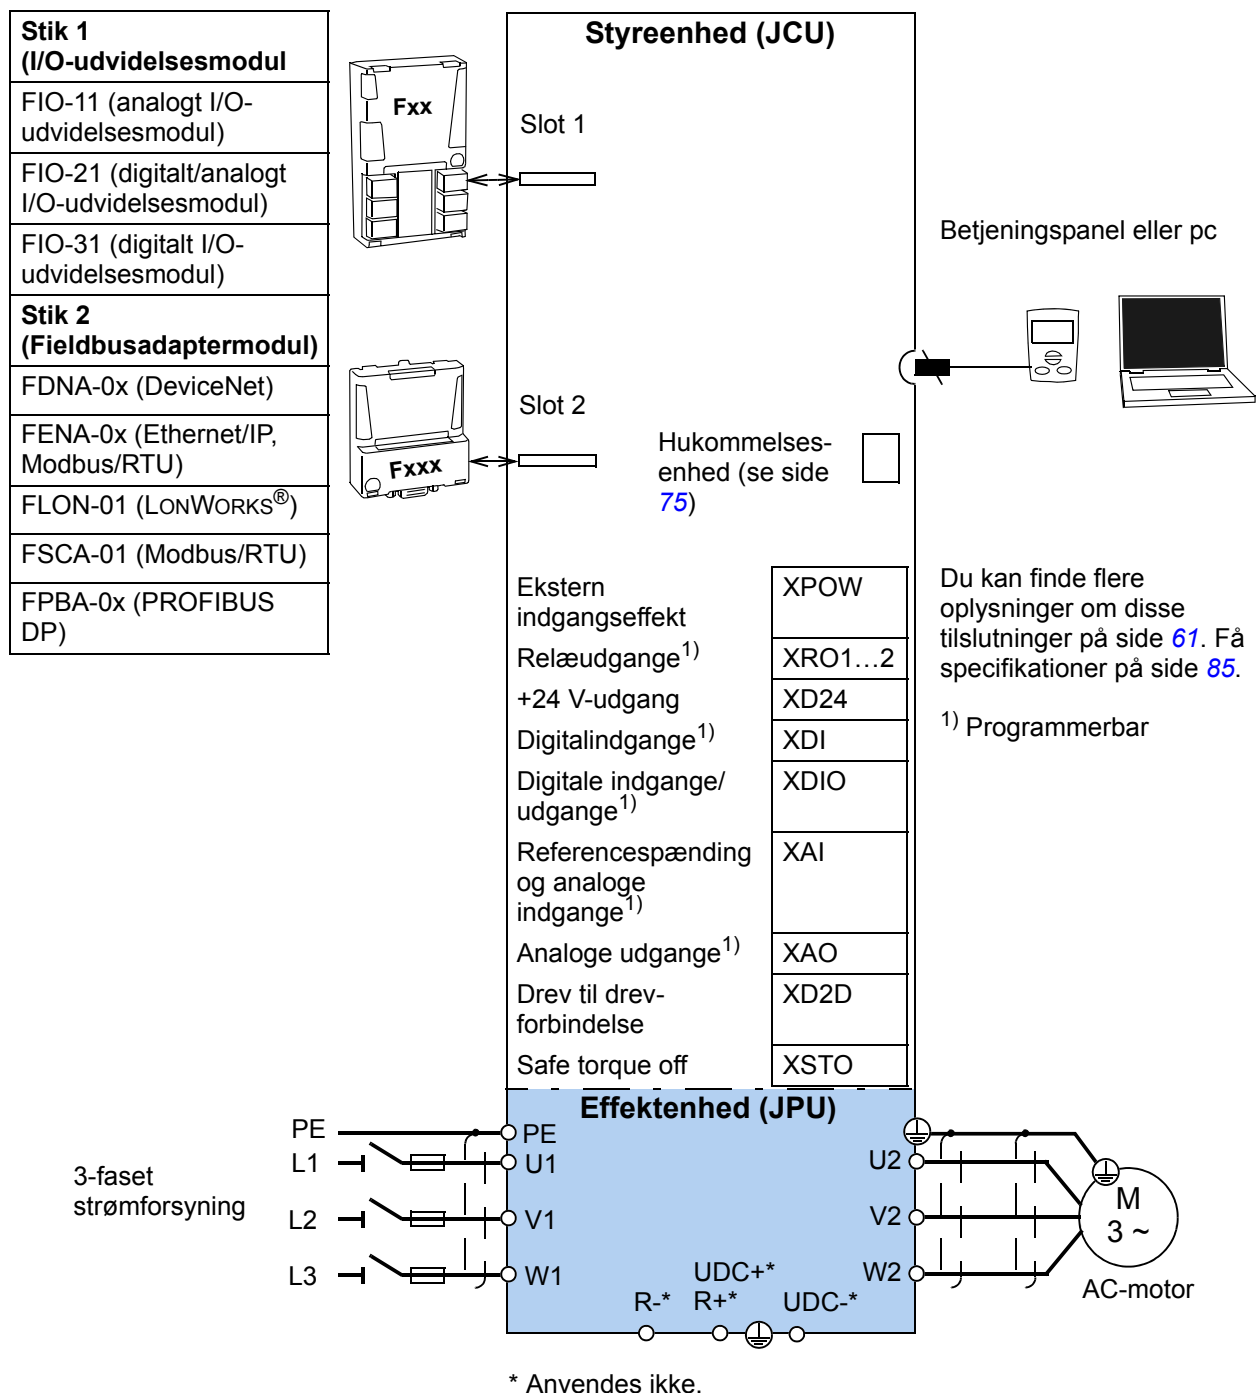 Stik 1
(I/O-udvidelsesmodul
FIO-11 (analogt I/O-
udvidelsesmodul)
FIO-21 (digitalt/analogt
I/O-udvidelsesmodul)
FIO-31 (digitalt I/O-
udvidelsesmodul)
Stik 2
(Fieldbusadaptermodul)
FDNA-0x (DeviceNet)
FENA-0x (Ethernet/IP,
Modbus/RTU)
FLON-01 (LONWORKS®)
FSCA-01 (Modbus/RTU)
FPBA-0x (PROFIBUS
DP)
Fxx
Fxxx
Styreenhed (JCU)
Slot 1
Slot 2
Betjeningspanel eller pc
Hukommelses-
enhed (se side
75)
Ekstern
indgangseffekt
XPOW
Relæudgange1)
XRO1…2
+24 V-udgang
XD24
Digitalindgange1)
XDI
Digitale indgange/
udgange1)
XDIO
Referencespænding
og analoge
indgange1)
XAI
Analoge udgange1)
XAO
Drev til drev-
forbindelse
XD2D
Safe torque off
XSTO
Du kan finde flere
oplysninger om disse
tilslutninger på side 61. Få
specifikationer på side 85.
1) Programmerbar
Effektenhed (JPU)
3-faset
strømforsyning
PE
L1
L2
L3
PE
U1
V1
W1
U2
V2
W2
UDC+*
R-*
R+*
UDC-*
M
3 ~
AC-motor
* Anvendes ikke.